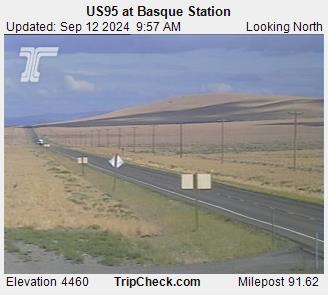 US95 at Basque Station
Updated: Sep 12 2024 9:57 AM Looking North
Elevation 4460 TripCheck.com Milepost 91.62